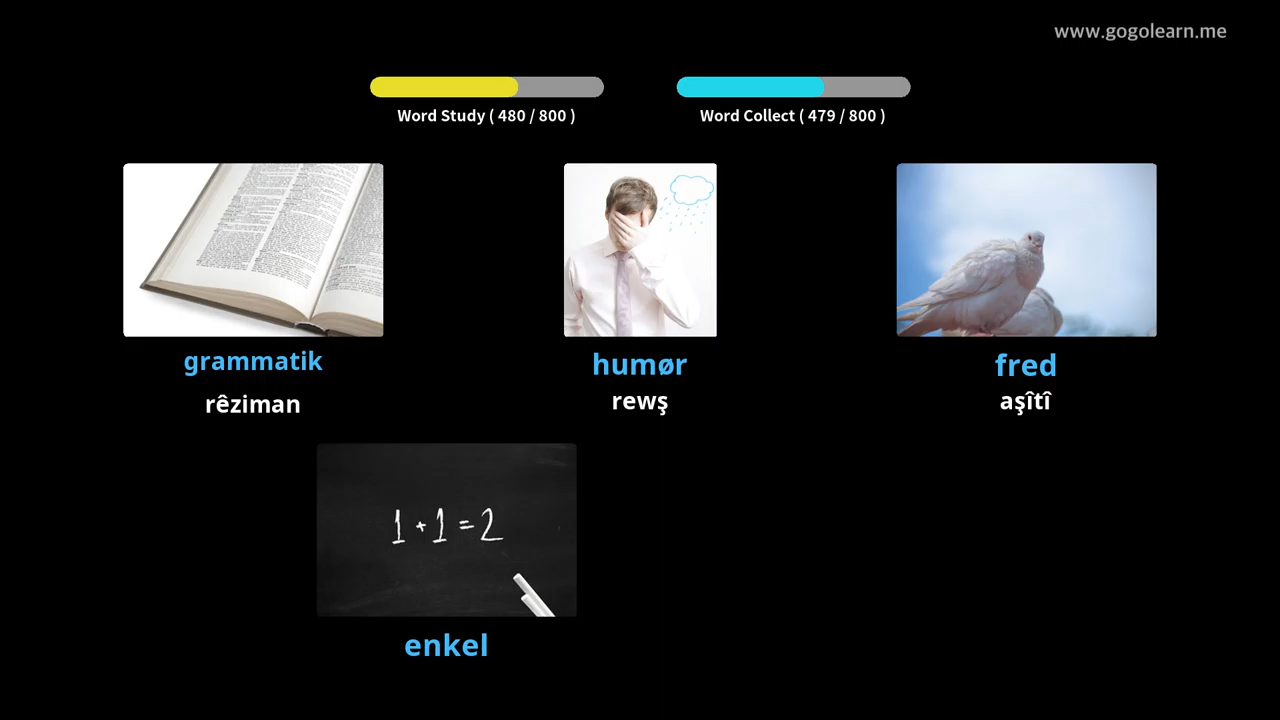 www.gogolearn.me
Word Study ( 480 / 800 )
Word Collect ( 479 / 800 )
grammatik
rêziman
humør
rewş
fred
aşîtî
1 + 1 = 2
enkel